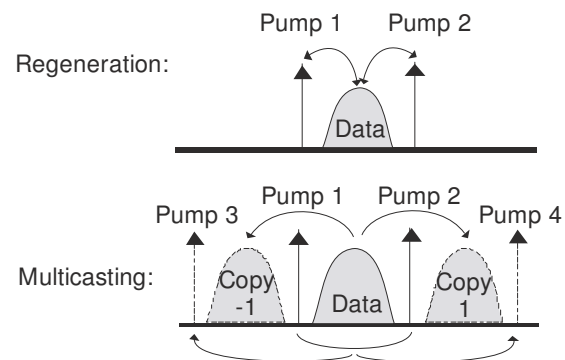 Pump 1 Pump 2
Regeneration:
Data
Pump 1 Pump 2
Pump 3 Pump 4
Multicasting:
Copy
-1
Data
Copy
1